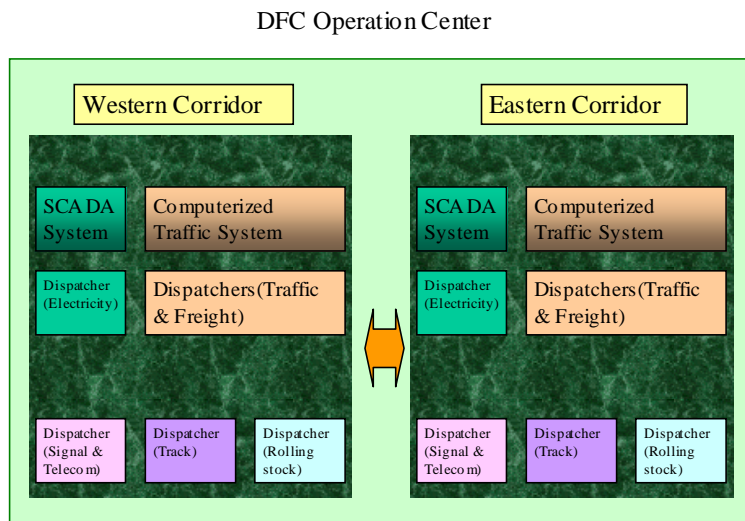 DFC Operation Center
Western Corridor
SCADA
System
Computerized
Traffic System
Dispatcher
(Electricity)
Dispatchers(Traffic
& Freight)
Dispatcher
(Signal &
Telecom)
Dispatcher
(Track)
Dispatcher
(Rolling
stock)
Eastern Corridor
SCADA
System
Computerized
Traffic System
Dispatcher
(Electricity)
Dispatchers(Traffic
& Freight)
Dispatcher
(Signal &
Telecom)
Dispatcher
(Track)
Dispatcher
(Rolling
stock)